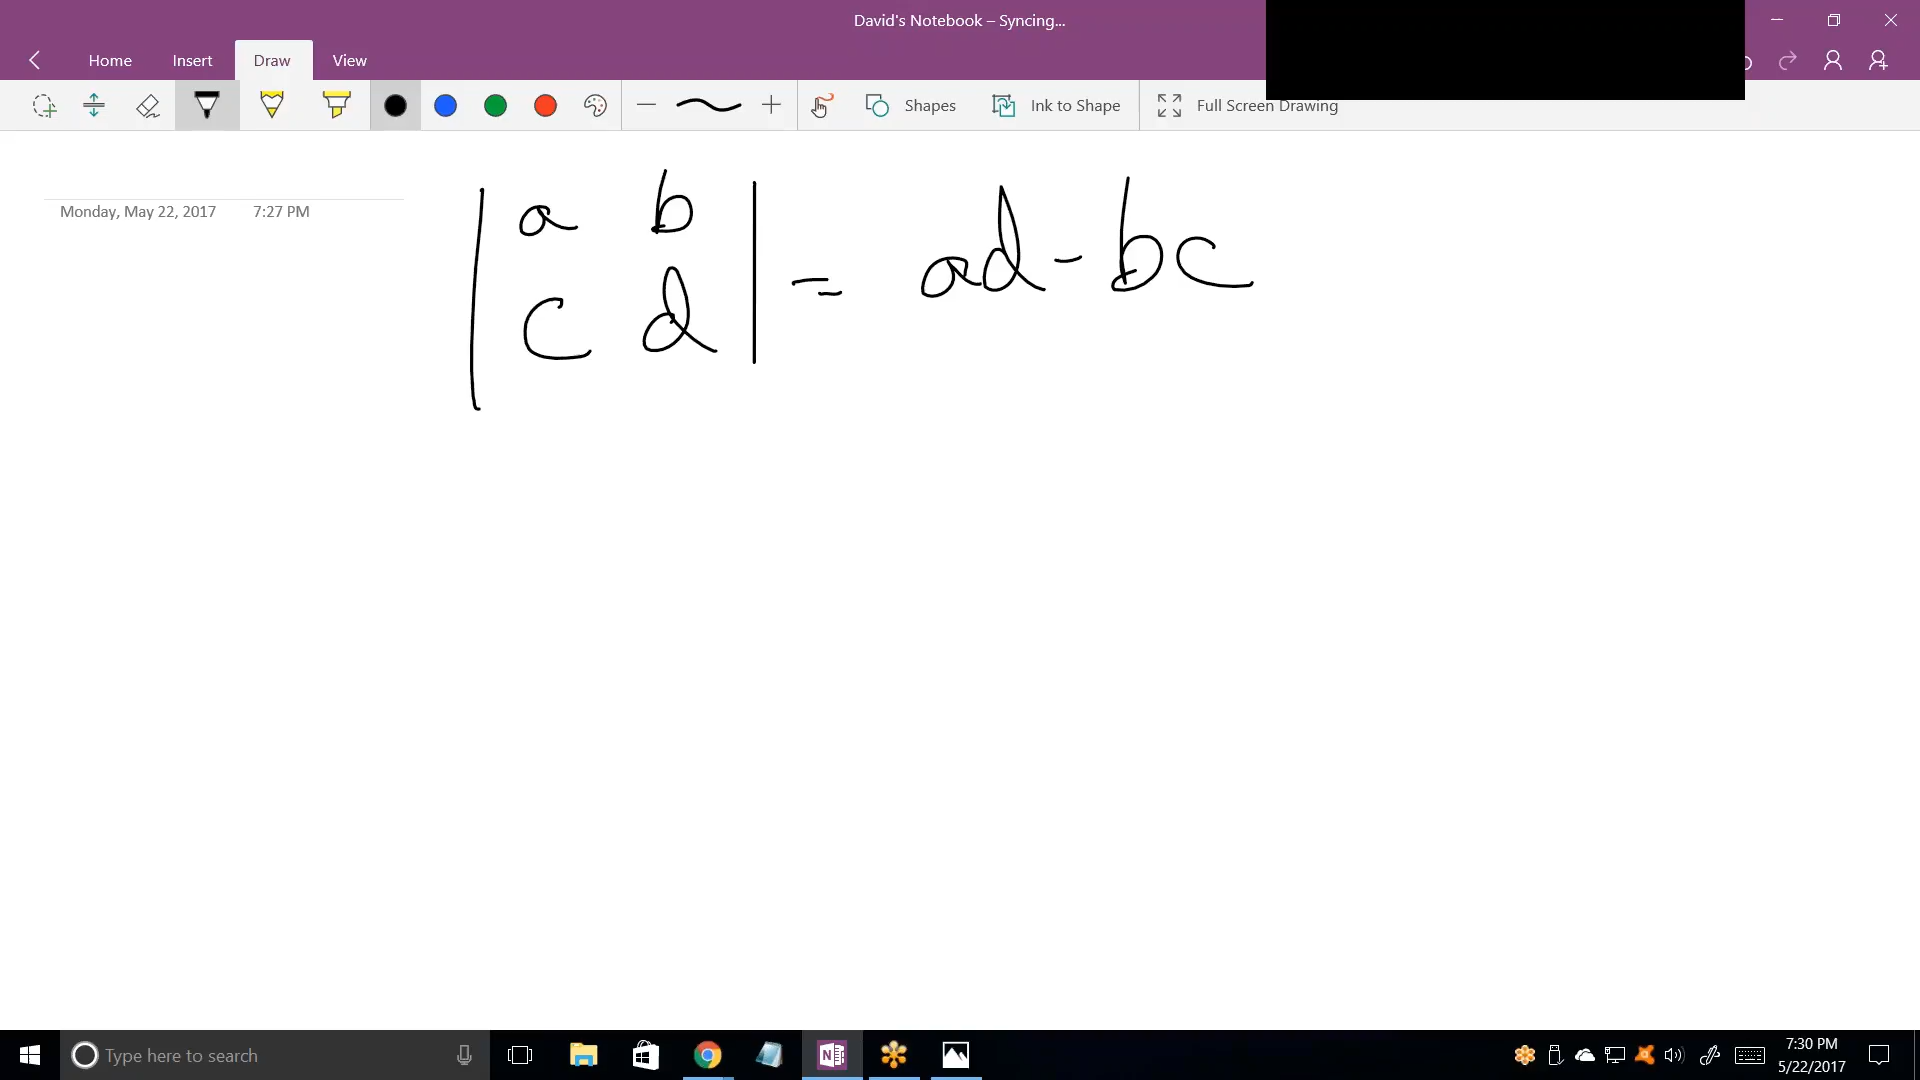 David's Notebook – Syncing...
Home Insert Draw View
Shapes Ink to Shape Full Screen Drawing
Monday, May 22, 2017 7:27 PM
| a b | = ad - bc
| c d |
Type here to search
7:30 PM
5/22/2017